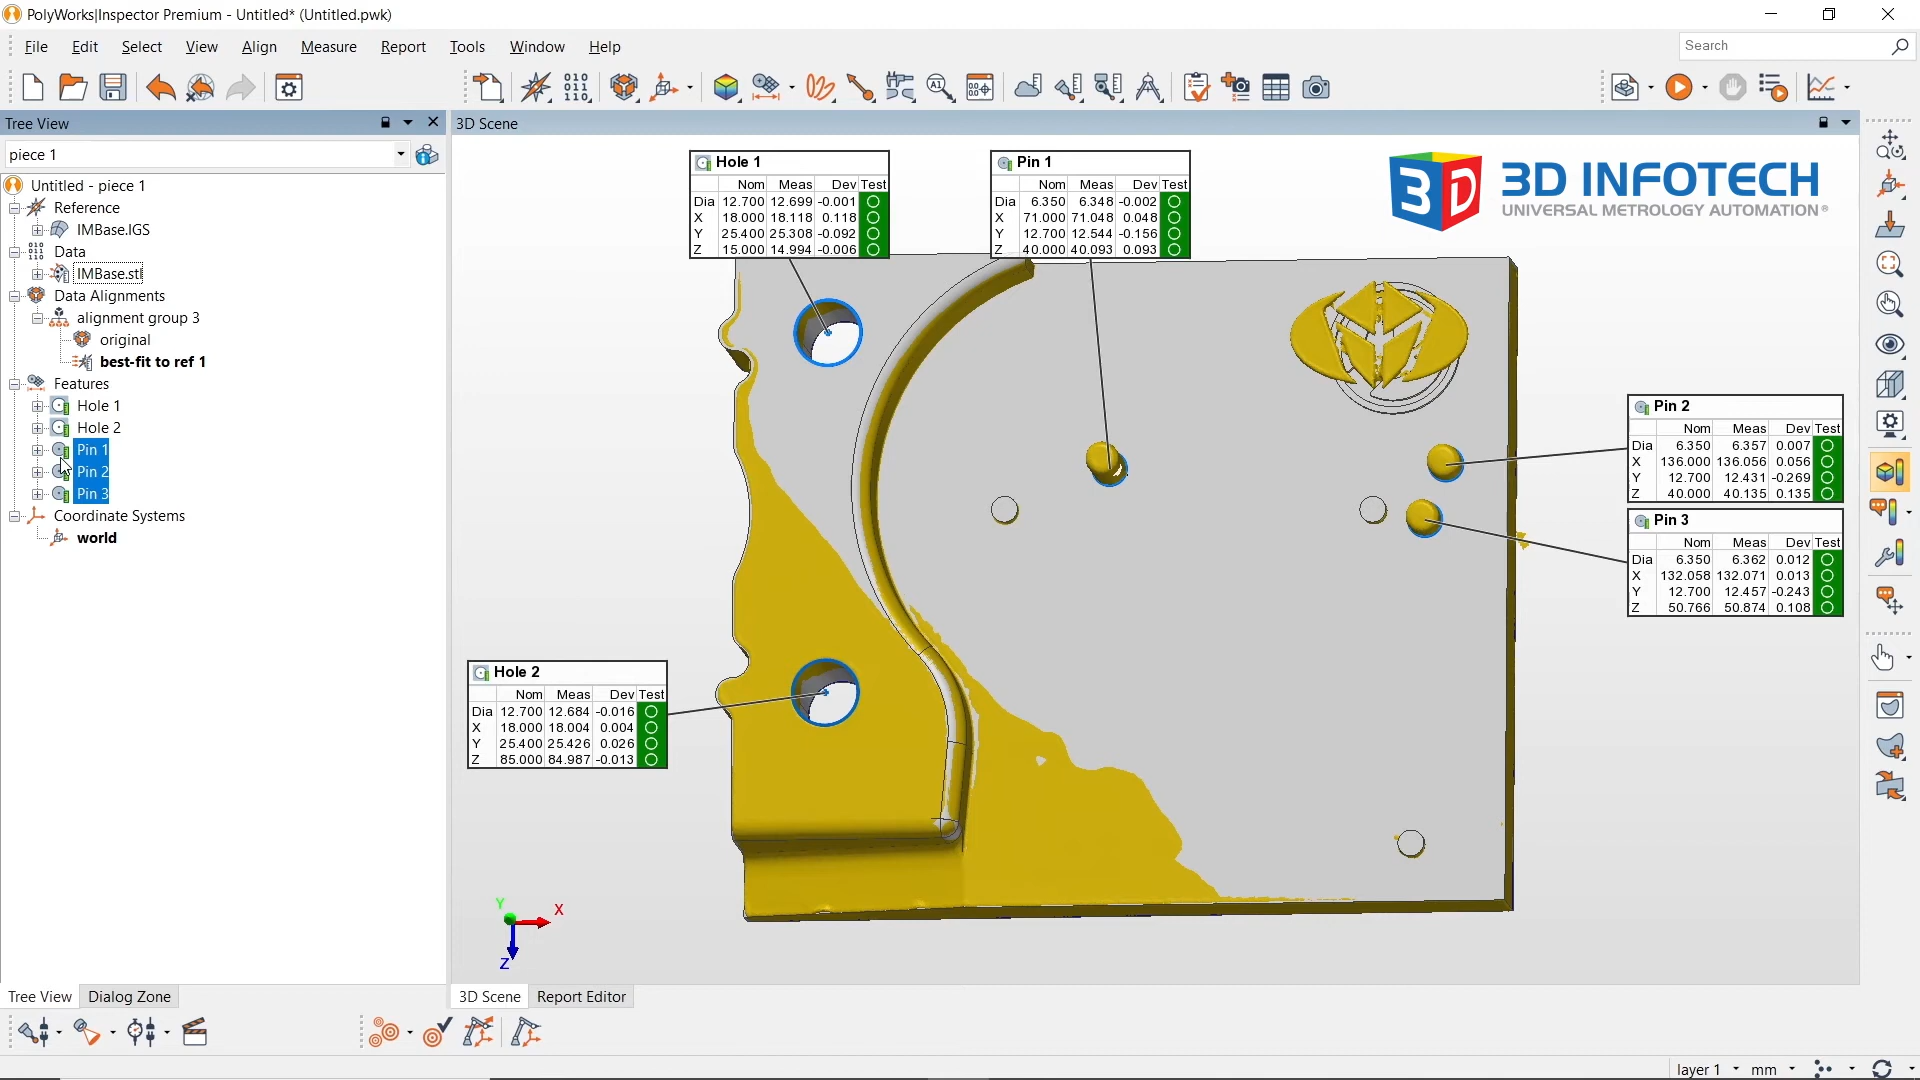 PolyWorks|Inspector Premium - Untitled* (Untitled.pwk)
File Edit Select View Align Measure Report Tools Window Help
Search
Tree View
piece 1
Untitled - piece 1
Reference
IMBase.IGS
Data
IMBase.stl
Data Alignments
alignment group 3
original
best-fit to ref 1
Features
Hole 1
Hole 2
Pin 1
Pin 2
Pin 3
Coordinate Systems
world
Tree View Dialog Zone
3D Scene
Hole 1
Nom Meas Dev Test
Dia 12.700 12.699 -0.001
X 18.000 18.118 0.118
Y 25.400 25.308 -0.092
Z 15.000 14.994 -0.006
Pin 1
Nom Meas Dev Test
Dia 6.350 6.348 -0.002
X 71.000 71.048 0.048
Y 12.700 12.544 -0.156
Z 40.000 40.093 0.093
3D
3D INFOTECH
UNIVERSAL METROLOGY AUTOMATION®
Pin 2
Nom Meas Dev Test
Dia 6.350 6.357 0.007
X 136.000 136.056 0.056
Y 12.700 12.431 -0.269
Z 40.000 40.135 0.135
Pin 3
Nom Meas Dev Test
Dia 6.350 6.362 0.012
X 132.058 132.071 0.013
Y 12.700 12.457 -0.243
Z 50.766 50.874 0.108
Hole 2
Nom Meas Dev Test
Dia 12.700 12.684 -0.016
X 18.000 18.004 0.004
Y 25.400 25.426 0.026
Z 85.000 84.987 -0.013
Y
X
Z
3D Scene Report Editor
layer 1 mm